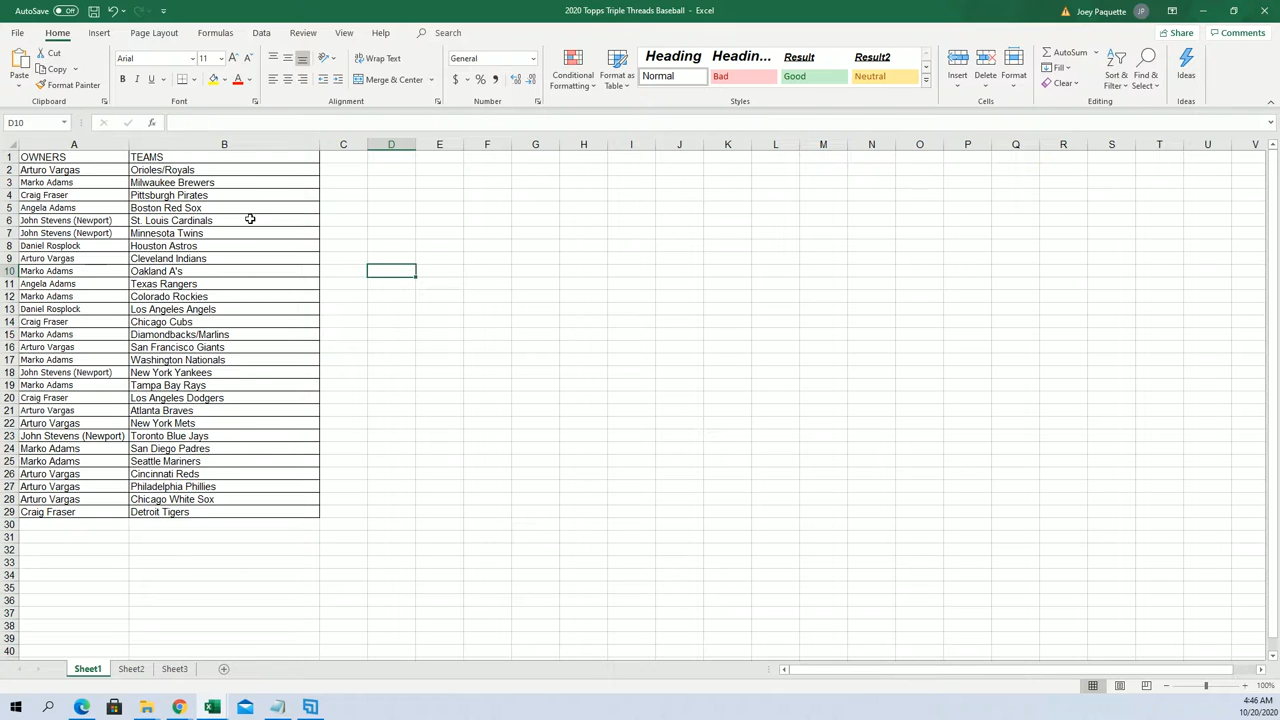 AutoSave Off
2020 Topps Triple Threads Baseball - Excel
Joey Paquette JP
File Home Insert Page Layout Formulas Data Review View Help Search
Share Comments
Paste Cut Copy Format Painter Clipboard
Arial 11 A A B I U A Font
ab Wrap Text Merge & Center Alignment
General $ % , Number
Conditional Formatting Format as Table
Heading Headin... Result Result2
Normal Bad Good Neutral
Styles
Insert Delete Format Cells
AutoSum Fill Clear Sort & Filter Find & Select Editing
Ideas Ideas
D10 fx
A B C D E F G H I J K L M N O P Q R S T U V
1 OWNERS TEAMS
2 Arturo Vargas Orioles/Royals
3 Marko Adams Milwaukee Brewers
4 Craig Fraser Pittsburgh Pirates
5 Angela Adams Boston Red Sox
6 John Stevens (Newport) St. Louis Cardinals
7 John Stevens (Newport) Minnesota Twins
8 Daniel Rosplock Houston Astros
9 Arturo Vargas Cleveland Indians
10 Marko Adams Oakland A's
11 Angela Adams Texas Rangers
12 Marko Adams Colorado Rockies
13 Daniel Rosplock Los Angeles Angels
14 Craig Fraser Chicago Cubs
15 Marko Adams Diamondbacks/Marlins
16 Arturo Vargas San Francisco Giants
17 Marko Adams Washington Nationals
18 John Stevens (Newport) New York Yankees
19 Marko Adams Tampa Bay Rays
20 Craig Fraser Los Angeles Dodgers
21 Arturo Vargas Atlanta Braves
22 Arturo Vargas New York Mets
23 John Stevens (Newport) Toronto Blue Jays
24 Marko Adams San Diego Padres
25 Marko Adams Seattle Mariners
26 Arturo Vargas Cincinnati Reds
27 Arturo Vargas Philadelphia Phillies
28 Arturo Vargas Chicago White Sox
29 Craig Fraser Detroit Tigers
30
31
32
33
34
35
36
37
38
39
40
Sheet1 Sheet2 Sheet3
100%
4:46 AM
10/20/2020